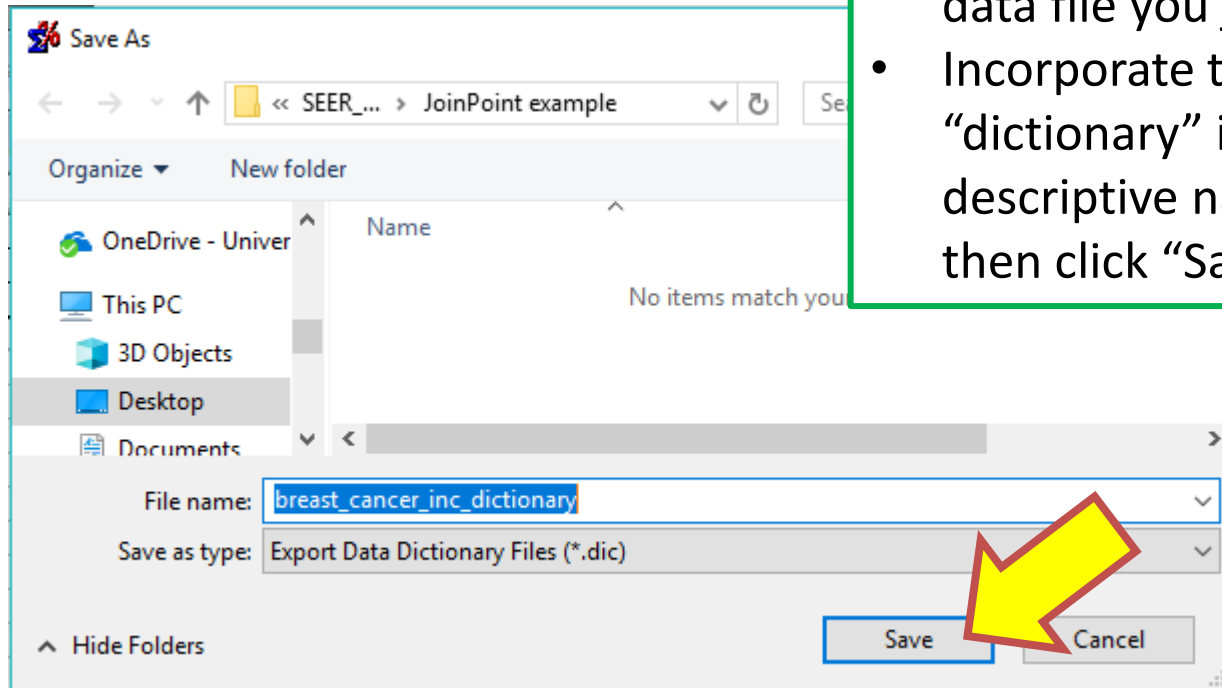 Save As
« SEER_... › JoinPoint example
Organize
New folder
OneDrive - Univer
This PC
3D Objects
Desktop
Documents
Name
No items match you
File name: breast_cancer_inc_dictionary
Save as type: Export Data Dictionary Files (*.dic)
Hide Folders
Save
Cancel
data file you
• Incorporate t
“dictionary” i
descriptive n
then click “Sa